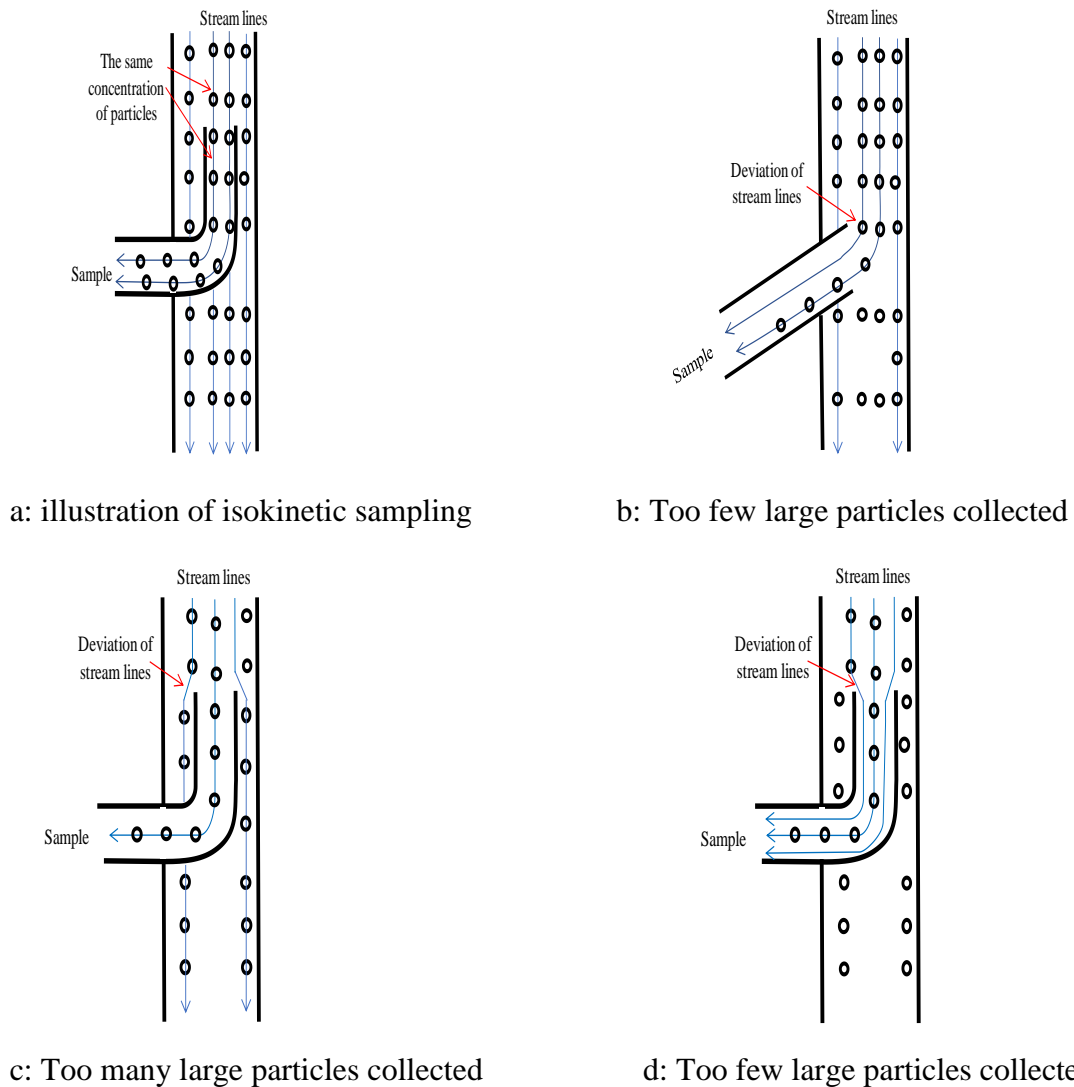 Stream lines
The same
concentration
of particles
Sample
a: illustration of isokinetic sampling
Stream lines
Deviation of
stream lines
Sample
b: Too few large particles collected
Stream lines
Deviation of
stream lines
Sample
c: Too many large particles collected
Stream lines
Deviation of
stream lines
Sample
d: Too few large particles collecte